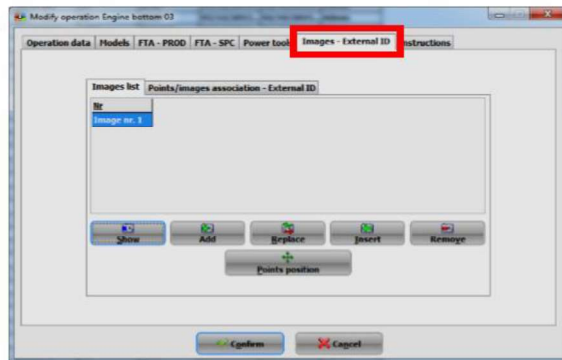 Modify operation Engine bottom 03
Operation data Models FTA - PROD FTA - SPC Power tools Images - External ID Instructions
Images list Points/images association - External ID
Nr
Image nr. 1
Show Add Replace Insert Remove
Points position
Confirm Cancel